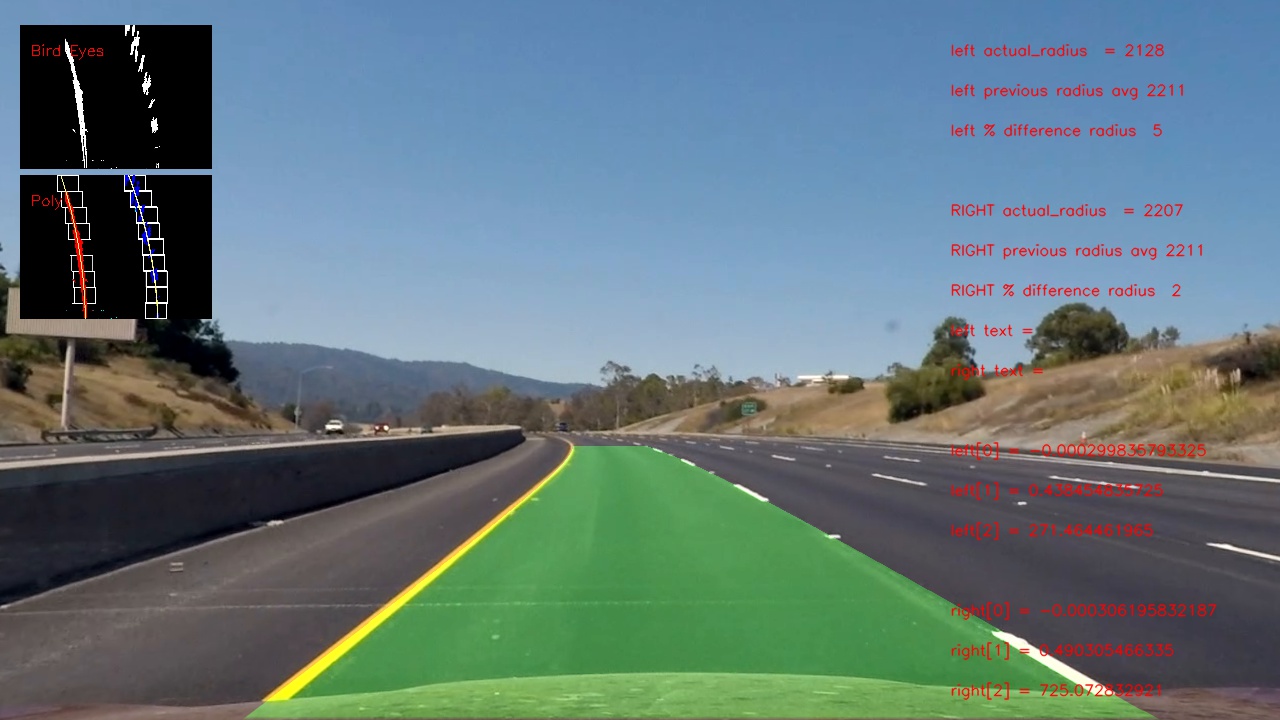 Bird Eyes
Poly
left actual_radius = 2128
left previous radius avg 2211
left % difference radius 5
RIGHT actual_radius = 2207
RIGHT previous radius avg 2211
RIGHT % difference radius 2
left text =
right text =
left[0] = -0.000299835793325
left[1] = 0.438454835725
left[2] = 271.464461965
right[0] = -0.000306195832187
right[1] = 0.490305466335
right[2] = 725.072832921